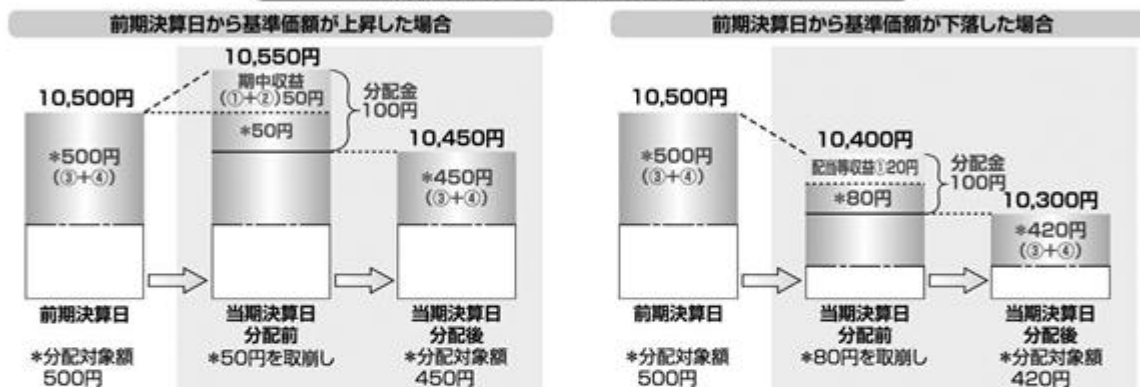 前期決算日から基準価額が上昇した場合
10,500円
*500円
(③+④)
前期決算日
*分配対象額
500円
10,550円
期中収益
(①+②)50円
*50円
分配金
100円
当期決算日
分配前
*50円を取崩し
10,450円
*450円
(③+④)
当期決算日
分配後
*分配対象額
450円
前期決算日から基準価額が下落した場合
10,500円
*500円
(③+④)
前期決算日
*分配対象額
500円
10,400円
配当等収益①20円
*80円
分配金
100円
当期決算日
分配前
*80円を取崩し
10,300円
*420円
(③+④)
当期決算日
分配後
*分配対象額
420円